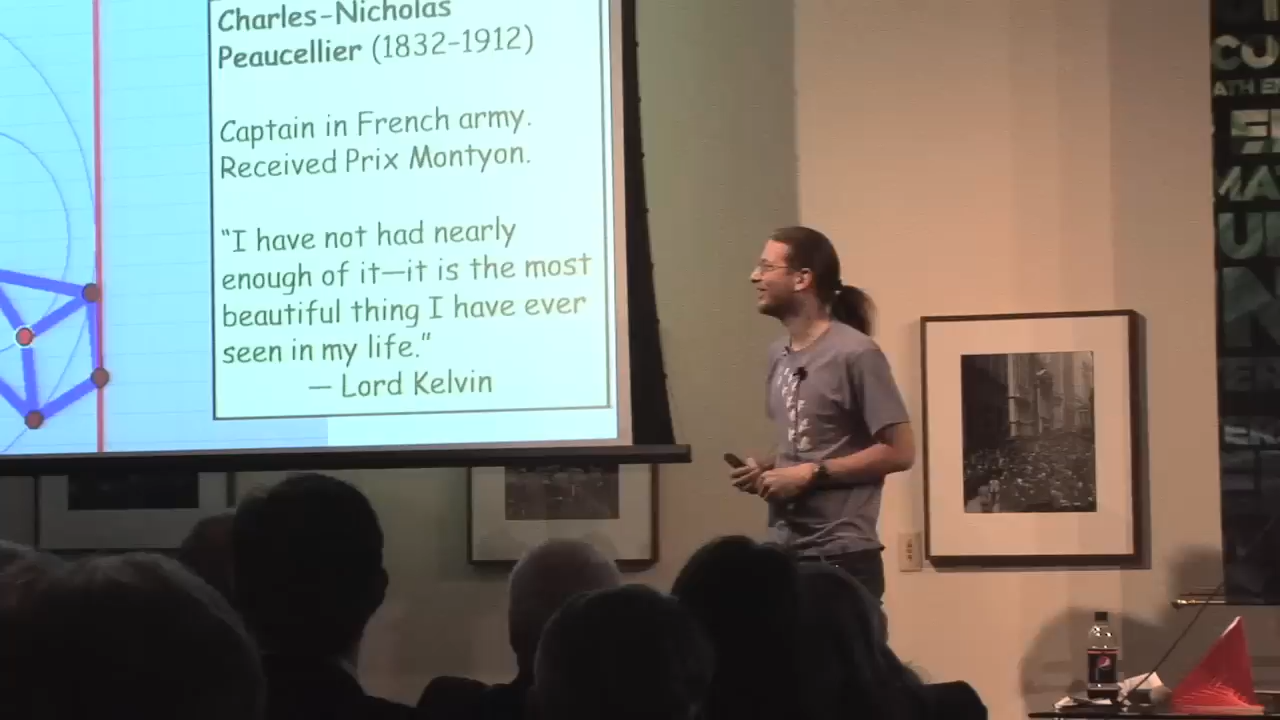 Charles-Nicholas
Peaucellier (1832-1912)
Captain in French army.
Received Prix Montyon.
“I have not had nearly
enough of it—it is the most
beautiful thing I have ever
seen in my life.”
— Lord Kelvin